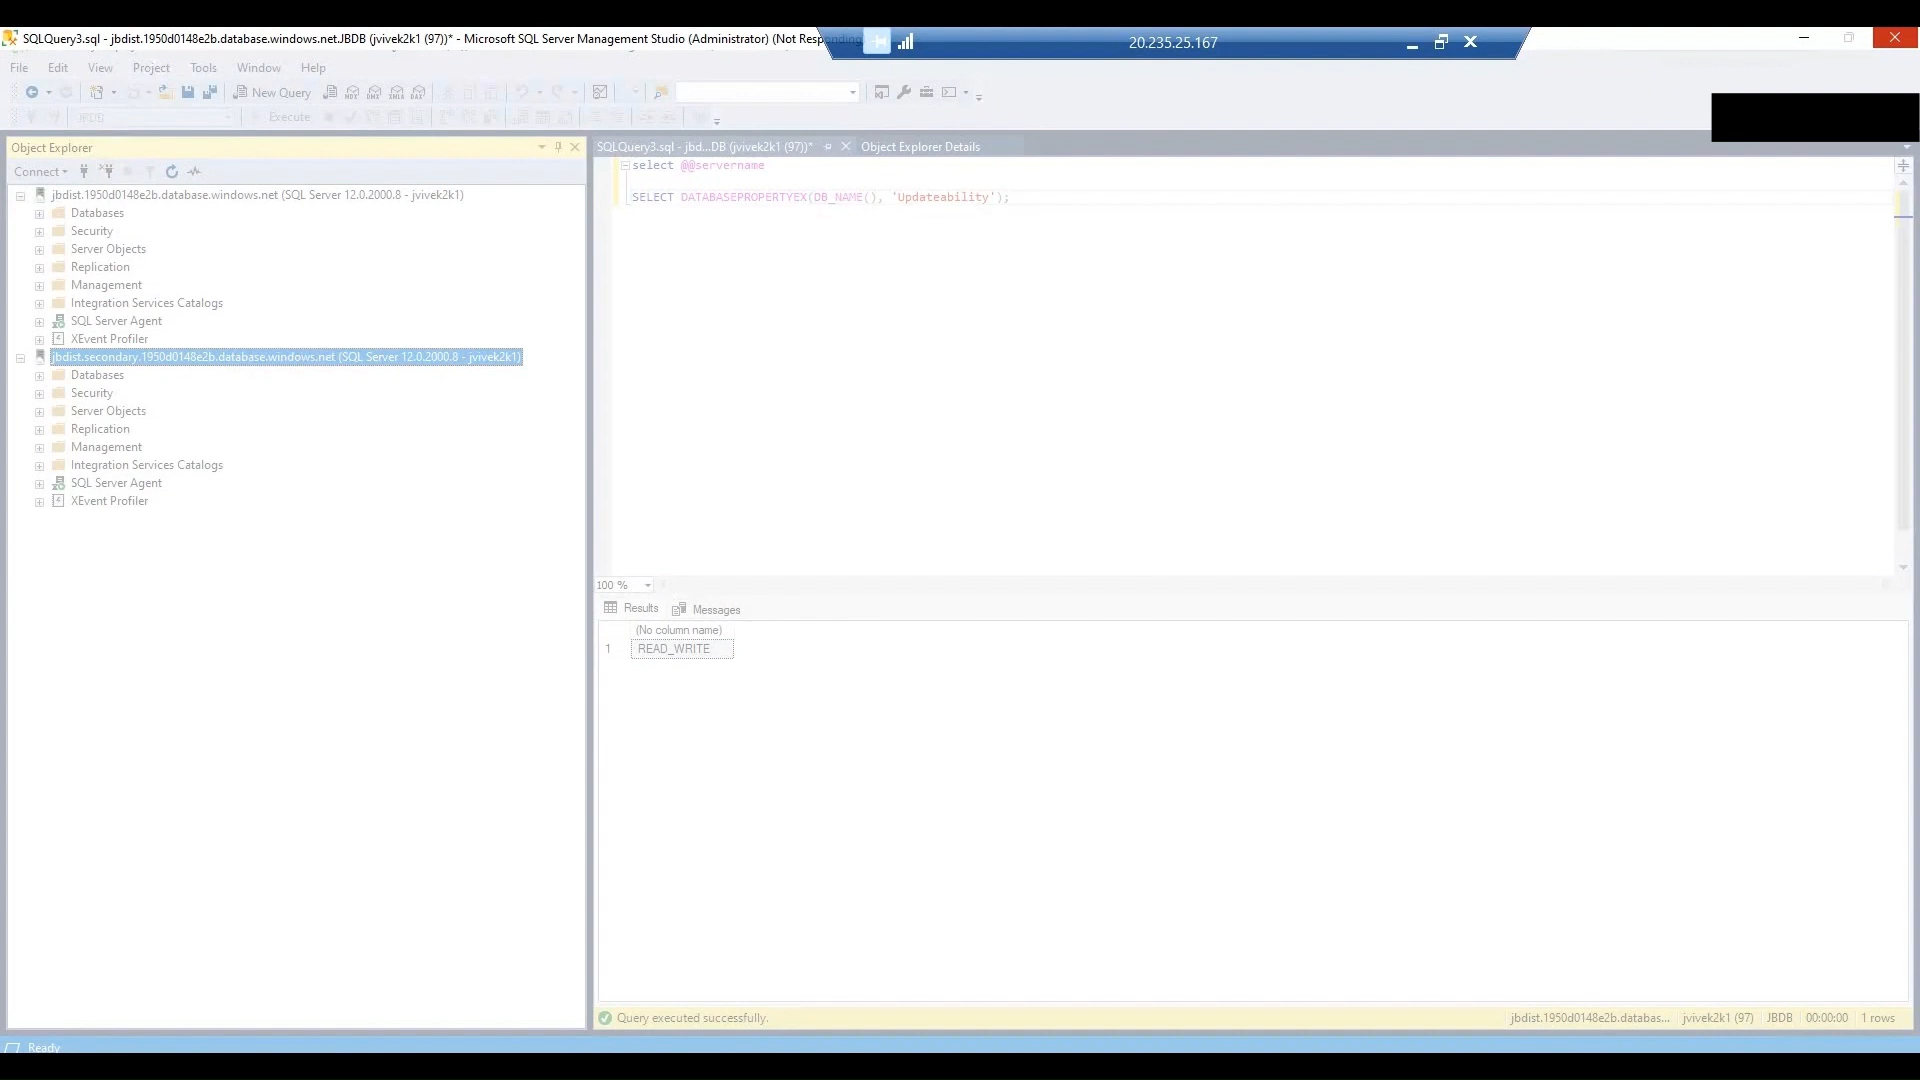 SQLQuery3.sql - jbdist.1950d0148e2b.database.windows.net.JBDB (jvivek2k1 (97))* - Microsoft SQL Server Management Studio (Administrator) (Not Responding
20.235.25.167
File Edit View Project Tools Window Help
New Query
JBDB
Execute
Object Explorer
SQLQuery3.sql - jbd...DB (jvivek2k1 (97))*
Object Explorer Details
Connect
select @@servername
SELECT DATABASEPROPERTYEX(DB_NAME(), 'Updateability');
jbdist.1950d0148e2b.database.windows.net (SQL Server 12.0.2000.8 - jvivek2k1)
Databases
Security
Server Objects
Replication
Management
Integration Services Catalogs
SQL Server Agent
XEvent Profiler
jbdist.secondary.1950d0148e2b.database.windows.net (SQL Server 12.0.2000.8 - jvivek2k1)
Databases
Security
Server Objects
Replication
Management
Integration Services Catalogs
SQL Server Agent
XEvent Profiler
100 %
Results Messages
(No column name)
1 READ_WRITE
Query executed successfully.
jbdist.1950d0148e2b.databas... jvivek2k1 (97) JBDB 00:00:00 1 rows
Ready